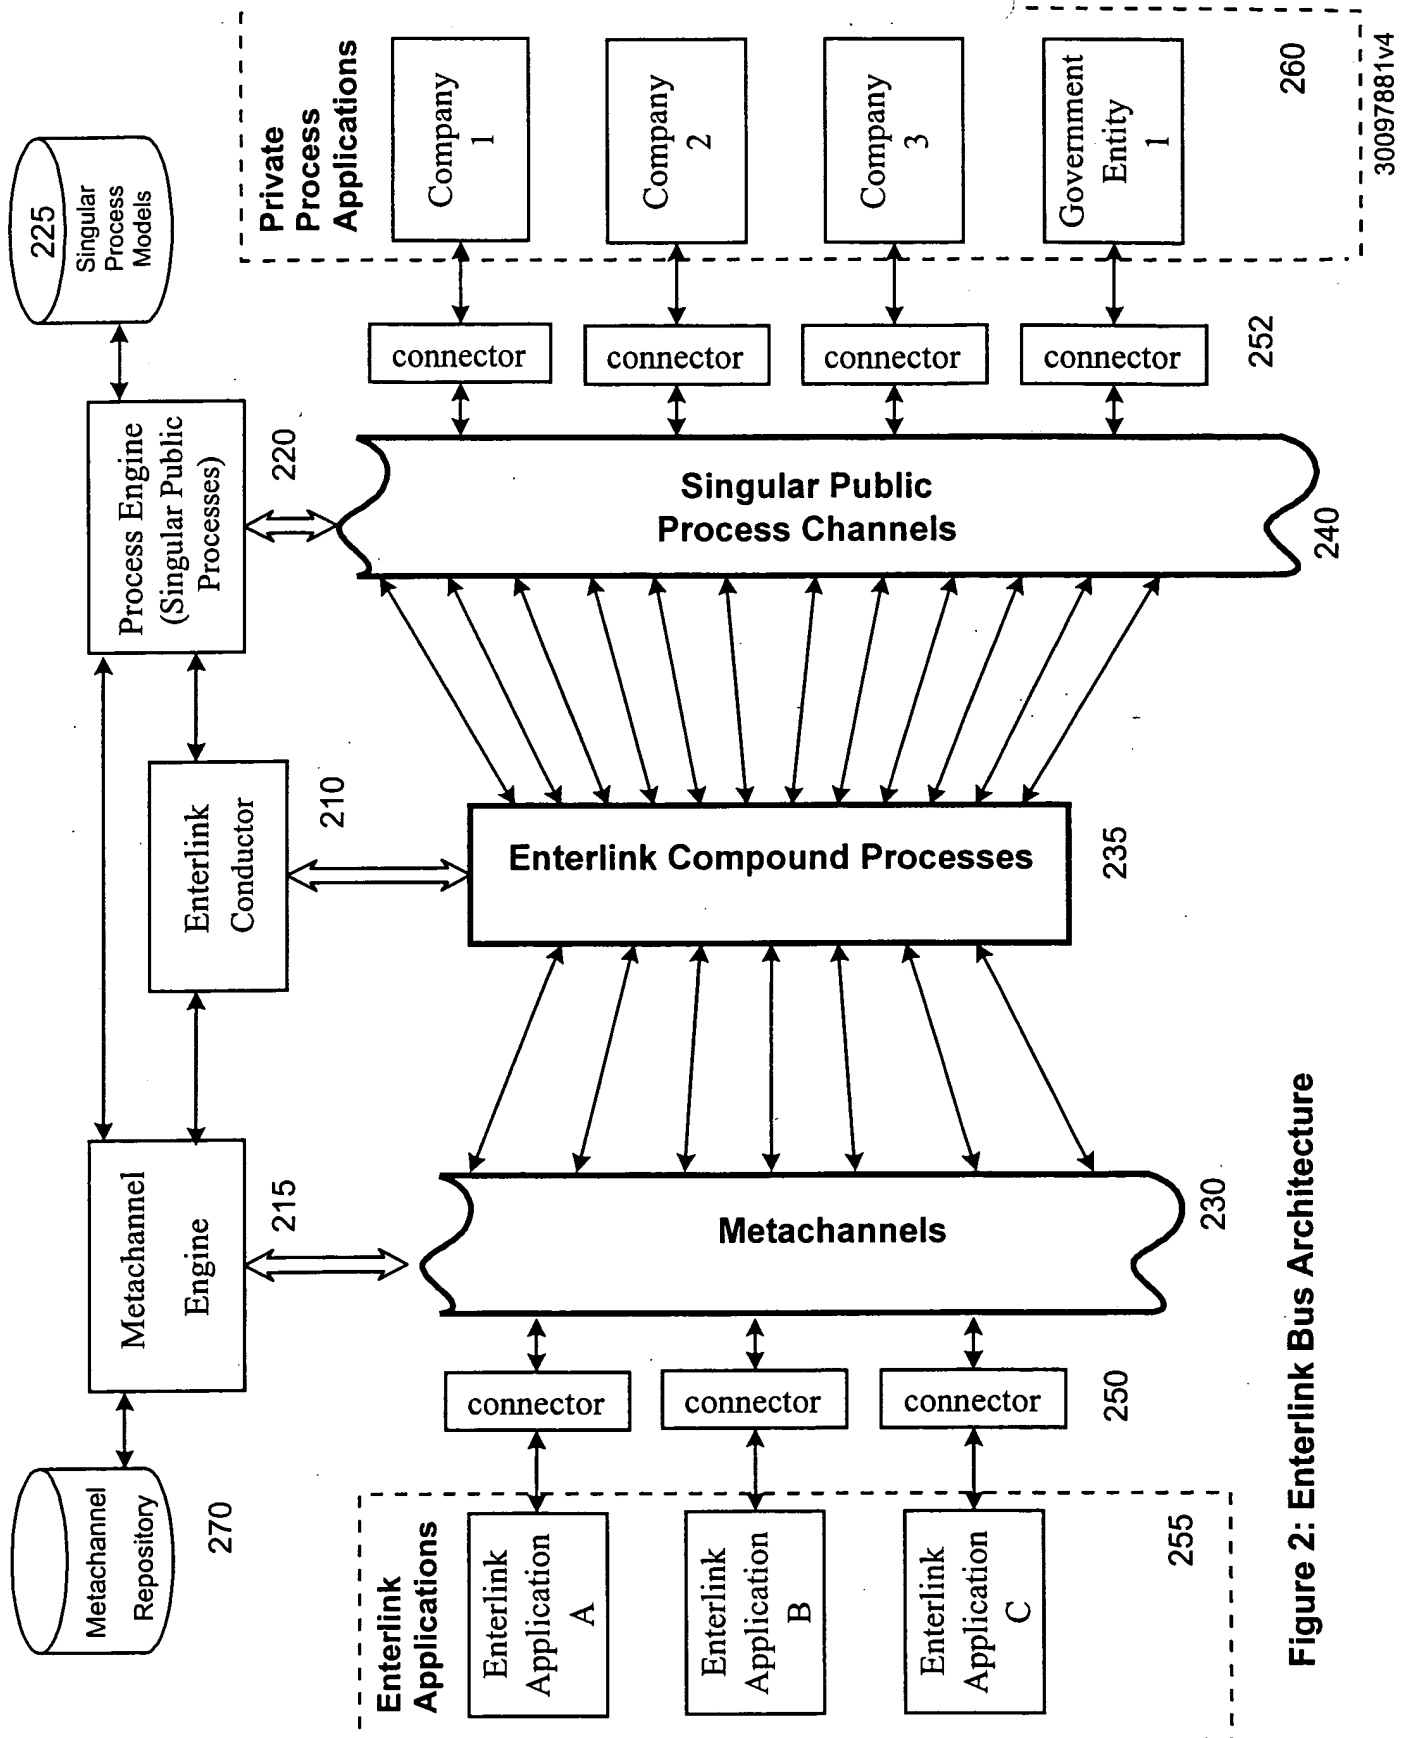 Metachannel
Repository
270
Metachannel
Engine
215
Enterlink
Conductor
210
Process Engine
(Singular Public
Processes)
220
225
Singular
Process
Models
Enterlink
Applications
Enterlink
Application
A
Enterlink
Application
B
Enterlink
Application
C
255
connector
connector
connector
250
Metachannels
230
Enterlink Compound Processes
235
Singular Public
Process Channels
240
connector
connector
connector
connector
252
Private
Process
Applications
Company
1
Company
2
Company
3
Government
Entity
1
260
Figure 2: Enterlink Bus Architecture
30097881v4